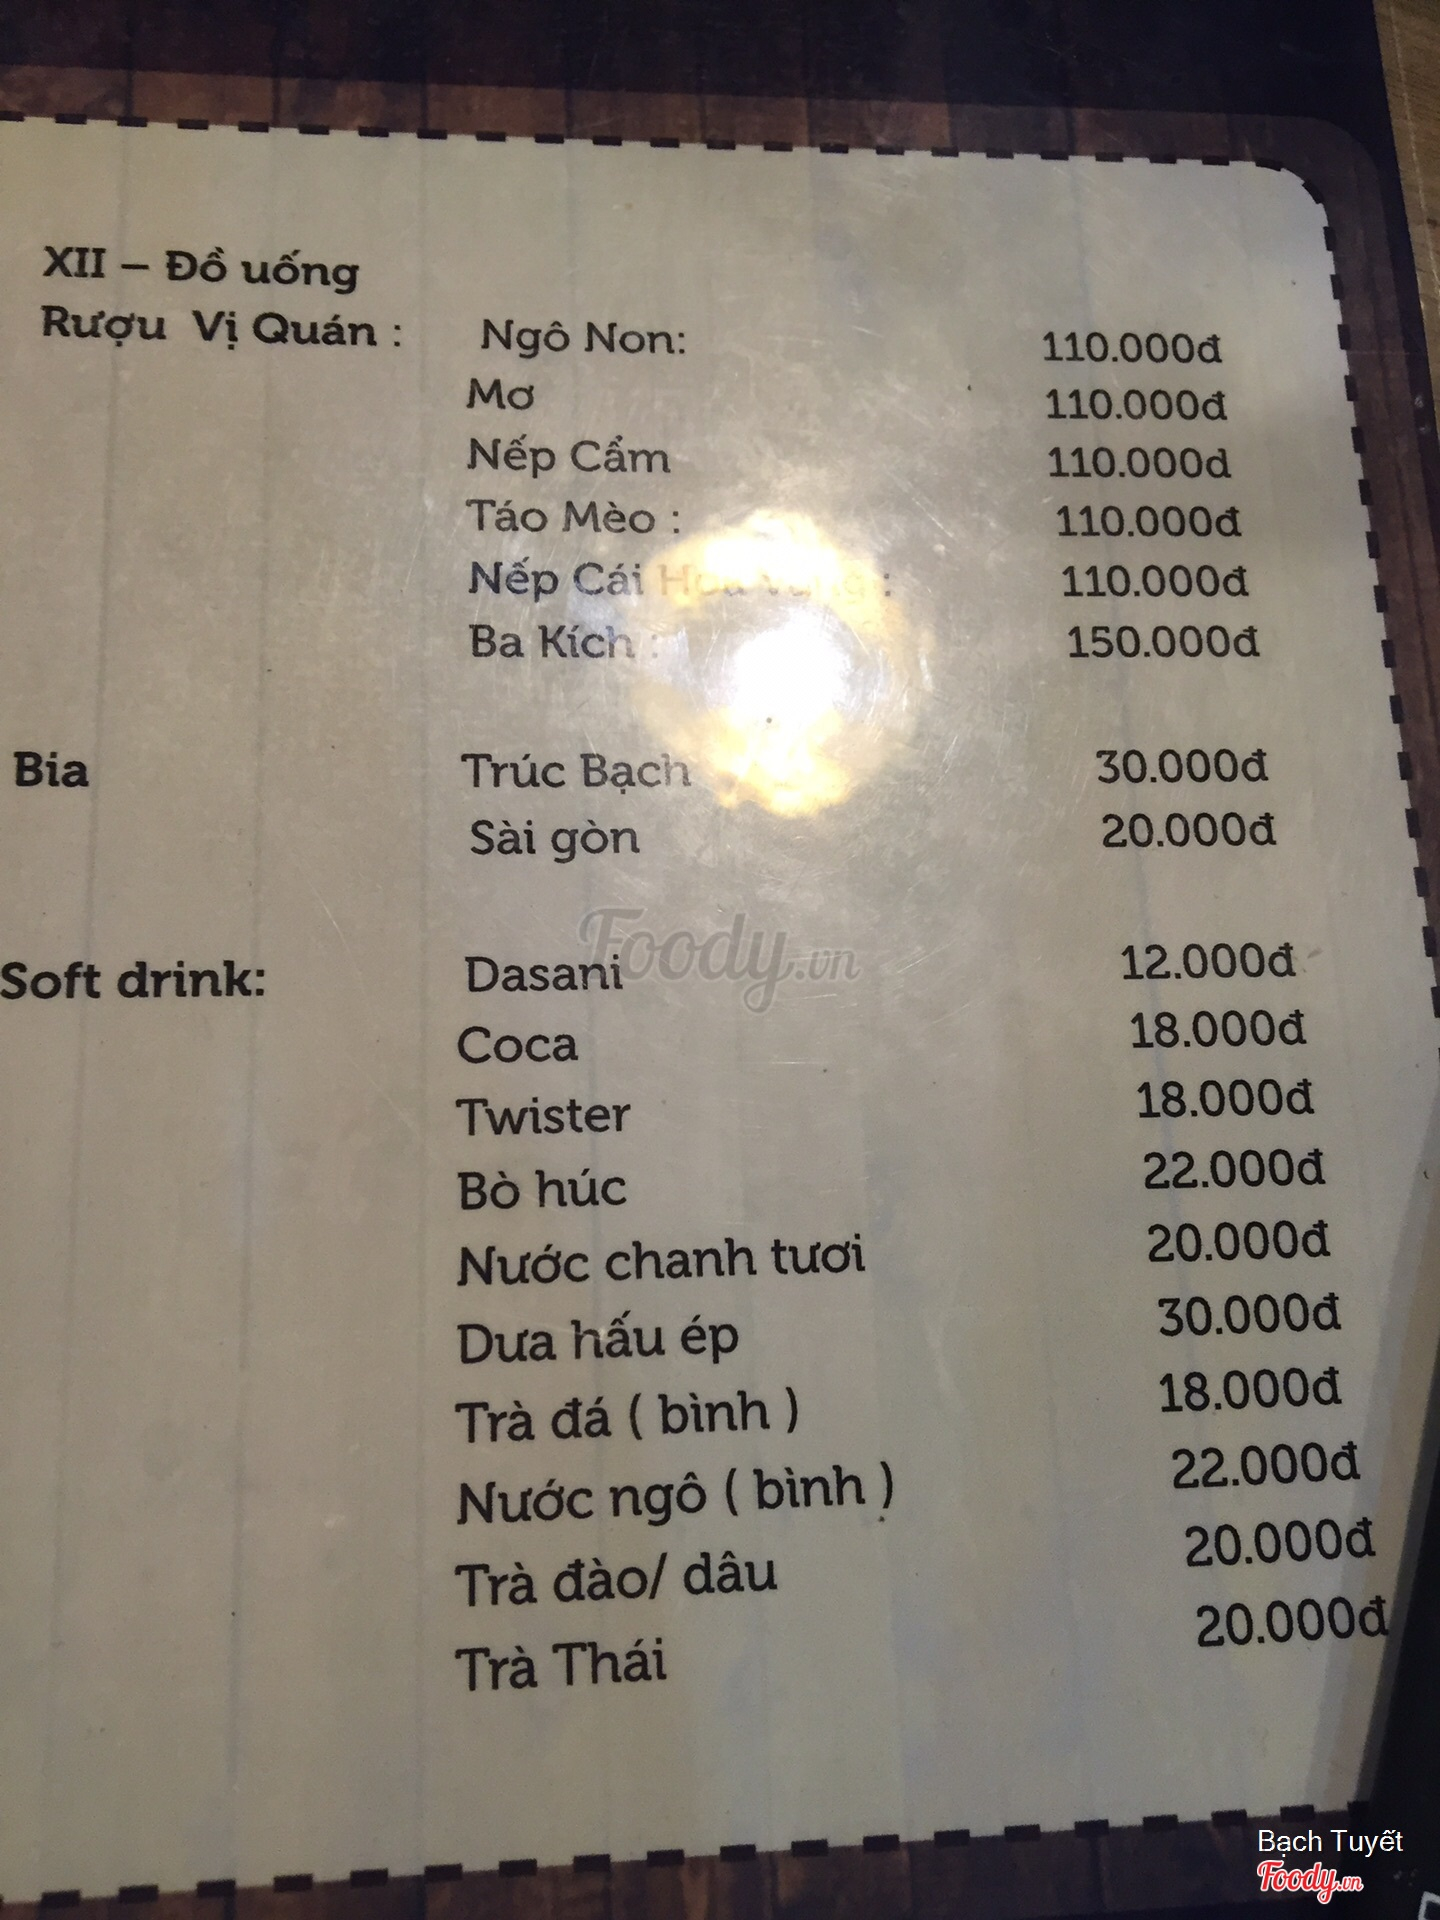 XII – Đồ uống
Rượu Vị Quán : Ngô Non: 110.000đ
Mơ 110.000đ
Nếp Cẩm 110.000d
Táo Mèo : 110.000đ
Nếp Cái Hoa Vàng : 110.000đ
Ba Kích : 150.000đ
Bia Trúc Bạch 30.000đ
Sài gòn 20.000đ
Foody.vn
Soft drink: Dasani 12.000đ
Coca 18.000đ
Twister 18.000đ
Bò húc 22.000đ
Nước chanh tươi 20.000đ
Dưa hấu ép 30.000đ
Trà đá ( bình ) 18.000đ
Nước ngô ( bình ) 22.000đ
Trà đào/ dâu 20.000đ
Trà Thái 20.000đ
Bạch Tuyết
Foody.vn